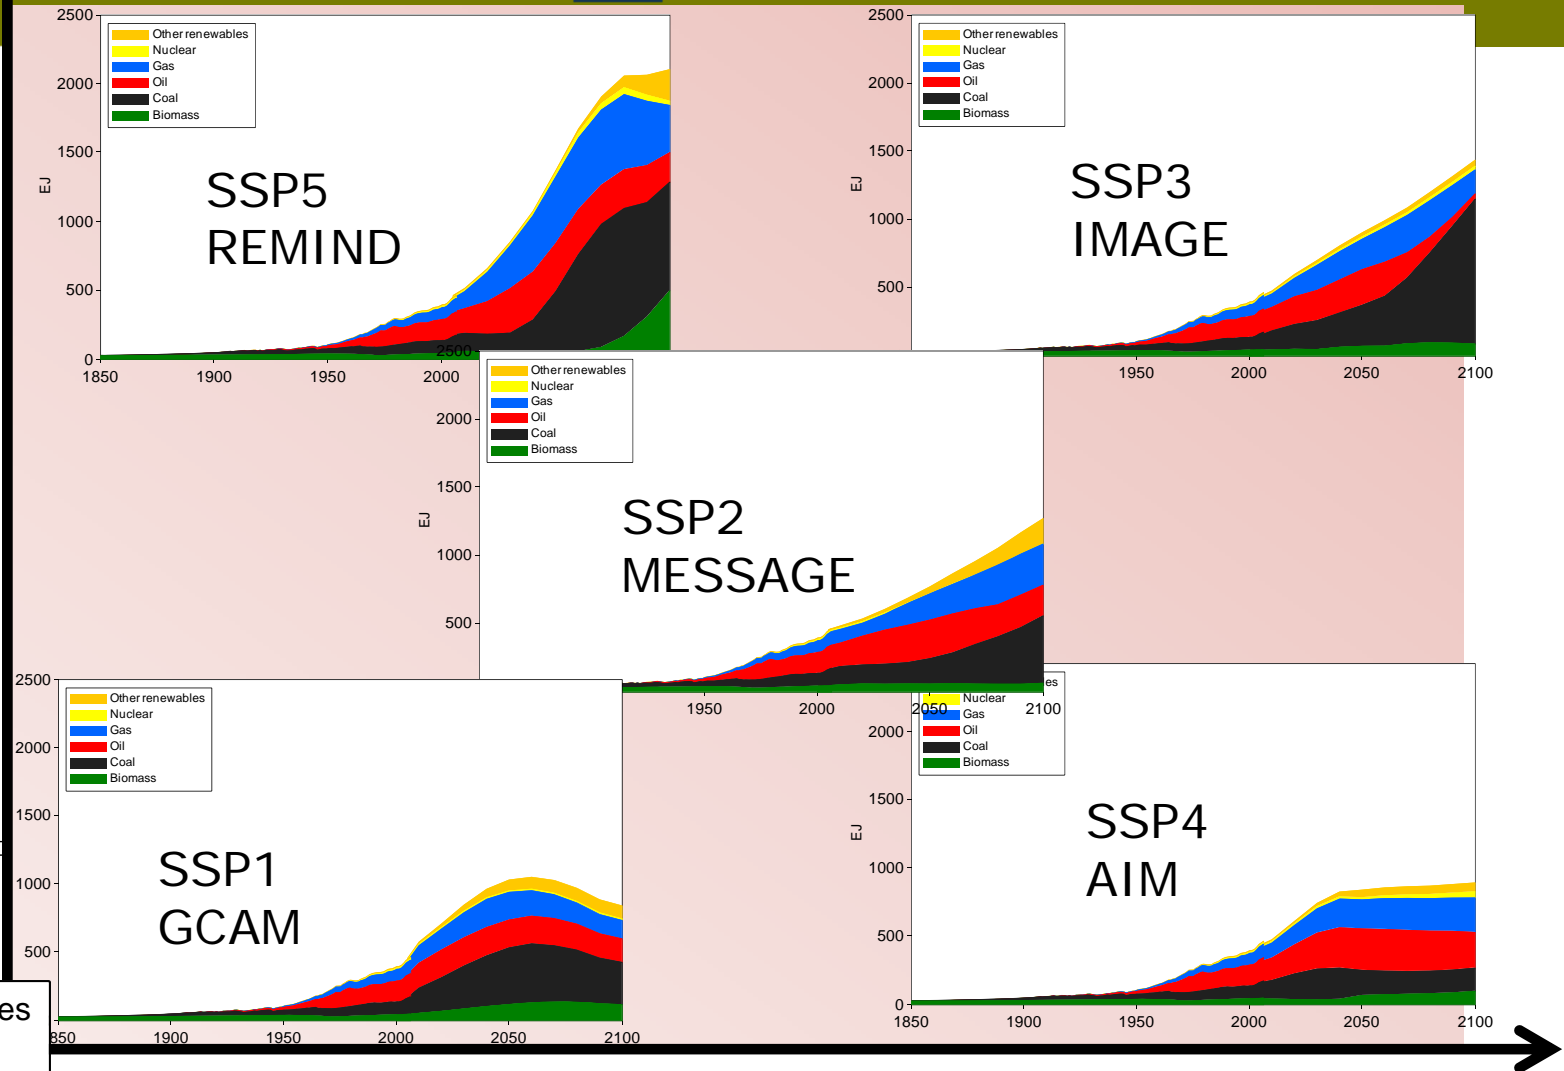 2500
2000
1500
1000
500
0
EJ
Other renewables
Nuclear
Gas
Oil
Coal
Biomass
SSP5
REMIND
1850
1900
1950
2000
2500
2000
1500
1000
500
EJ
Other renewables
Nuclear
Gas
Oil
Coal
Biomass
SSP3
IMAGE
1950
2000
2050
2100
2500
2000
1500
1000
500
EJ
Other renewables
Nuclear
Gas
Oil
Coal
Biomass
SSP2
MESSAGE
1950
2000
2050
2100
2500
2000
1500
1000
500
Other renewables
Nuclear
Gas
Oil
Coal
Biomass
SSP1
GCAM
850
1900
1950
2000
2050
2100
es
2000
1500
1000
500
0
EJ
es
Nuclear
Gas
Oil
Coal
Biomass
SSP4
AIM
1850
1900
1950
2000
2050
2100